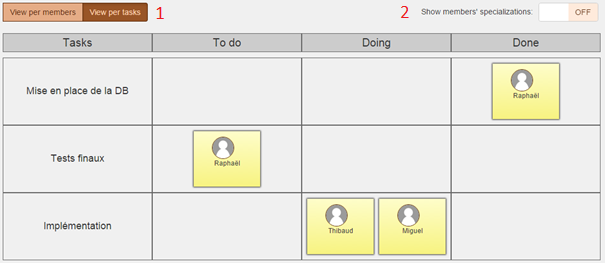 View per members View per tasks 1 2 Show members' specializations: OFF
Tasks To do Doing Done
Mise en place de la DB Raphaël
Tests finaux Raphaël
Implémentation Thibaud Miguel